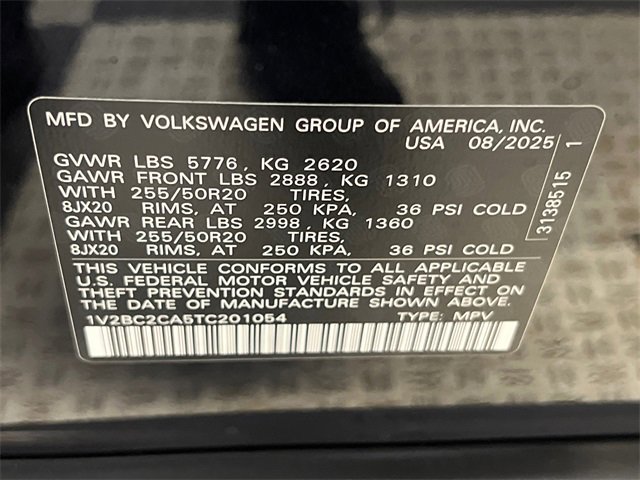 MFD BY VOLKSWAGEN GROUP OF AMERICA, INC.
USA 08/2025
GVWR LBS 5776, KG 2620
GAWR FRONT LBS 2888, KG 1310
WITH 255/50R20 TIRES,
8JX20 RIMS, AT 250 KPA, 36 PSI COLD
GAWR REAR LBS 2998, KG 1360
WITH 255/50R20 TIRES,
8JX20 RIMS, AT 250 KPA, 36 PSI COLD
THIS VEHICLE CONFORMS TO ALL APPLICABLE
U.S. FEDERAL MOTOR VEHICLE SAFETY AND
THEFT PREVENTION STANDARDS IN EFFECT ON
THE DATE OF MANUFACTURE SHOWN ABOVE.
1V2BC2CA5TC201054 TYPE: MPV
3138515 1